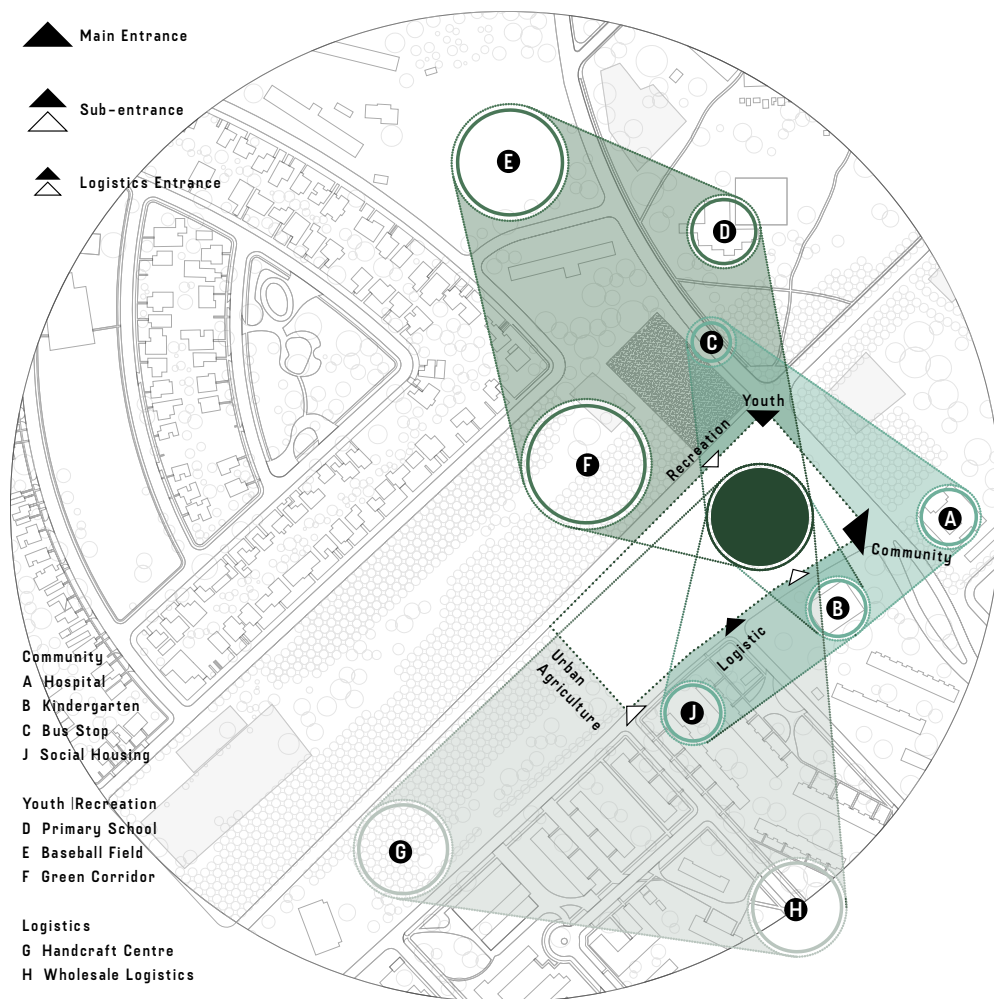 Main Entrance
Sub-entrance
Logistics Entrance
E
D
C
Youth
Recreation
F
A
Community
B
Logistic
Urban
Agriculture
J
G
H
Community
A Hospital
B Kindergarten
C Bus Stop
J Social Housing
Youth |Recreation
D Primary School
E Baseball Field
F Green Corridor
Logistics
G Handcraft Centre
H Wholesale Logistics